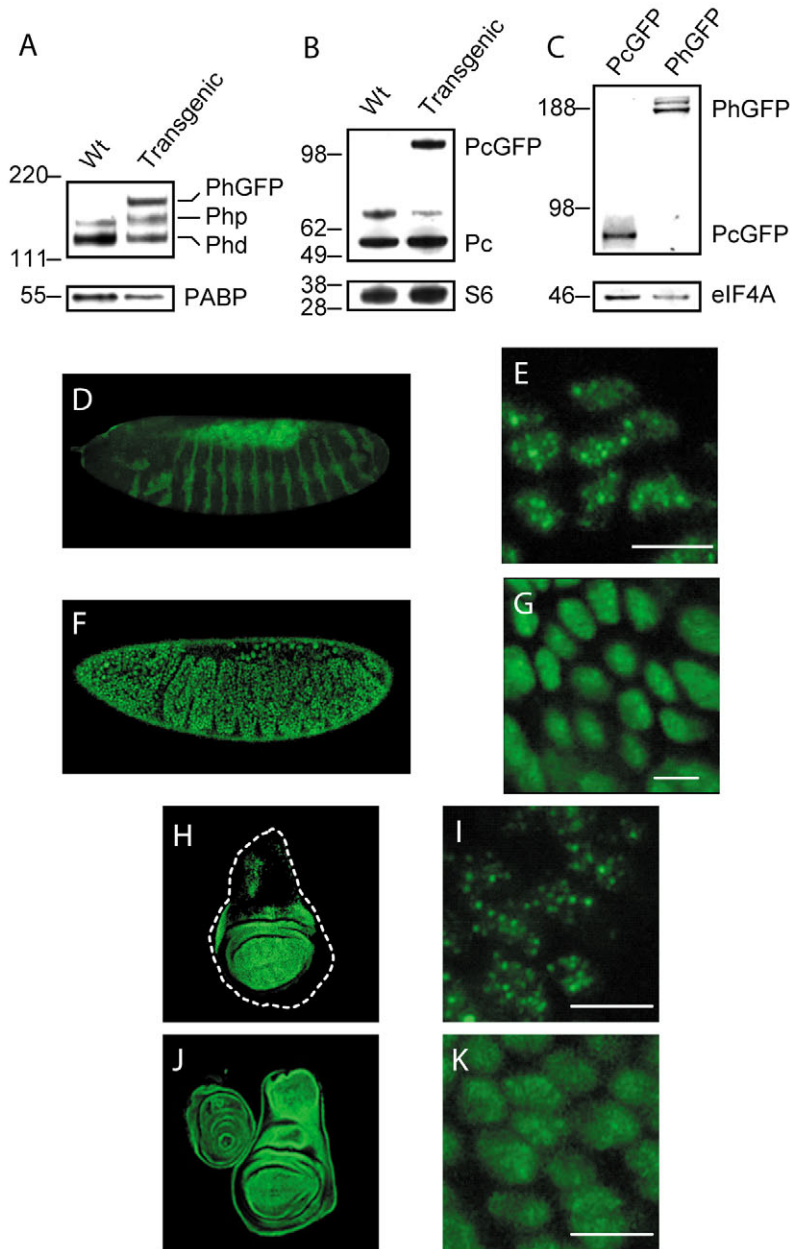 A
Wt
Transgenic
220
PhGFP
Php
Phd
111
55
PABP
B
Wt
Transgenic
98
PcGFP
62
49
Pc
38
28
S6
C
PcGFP
PhGFP
188
PhGFP
98
PcGFP
46
eIF4A
D
E
F
G
H
I
J
K